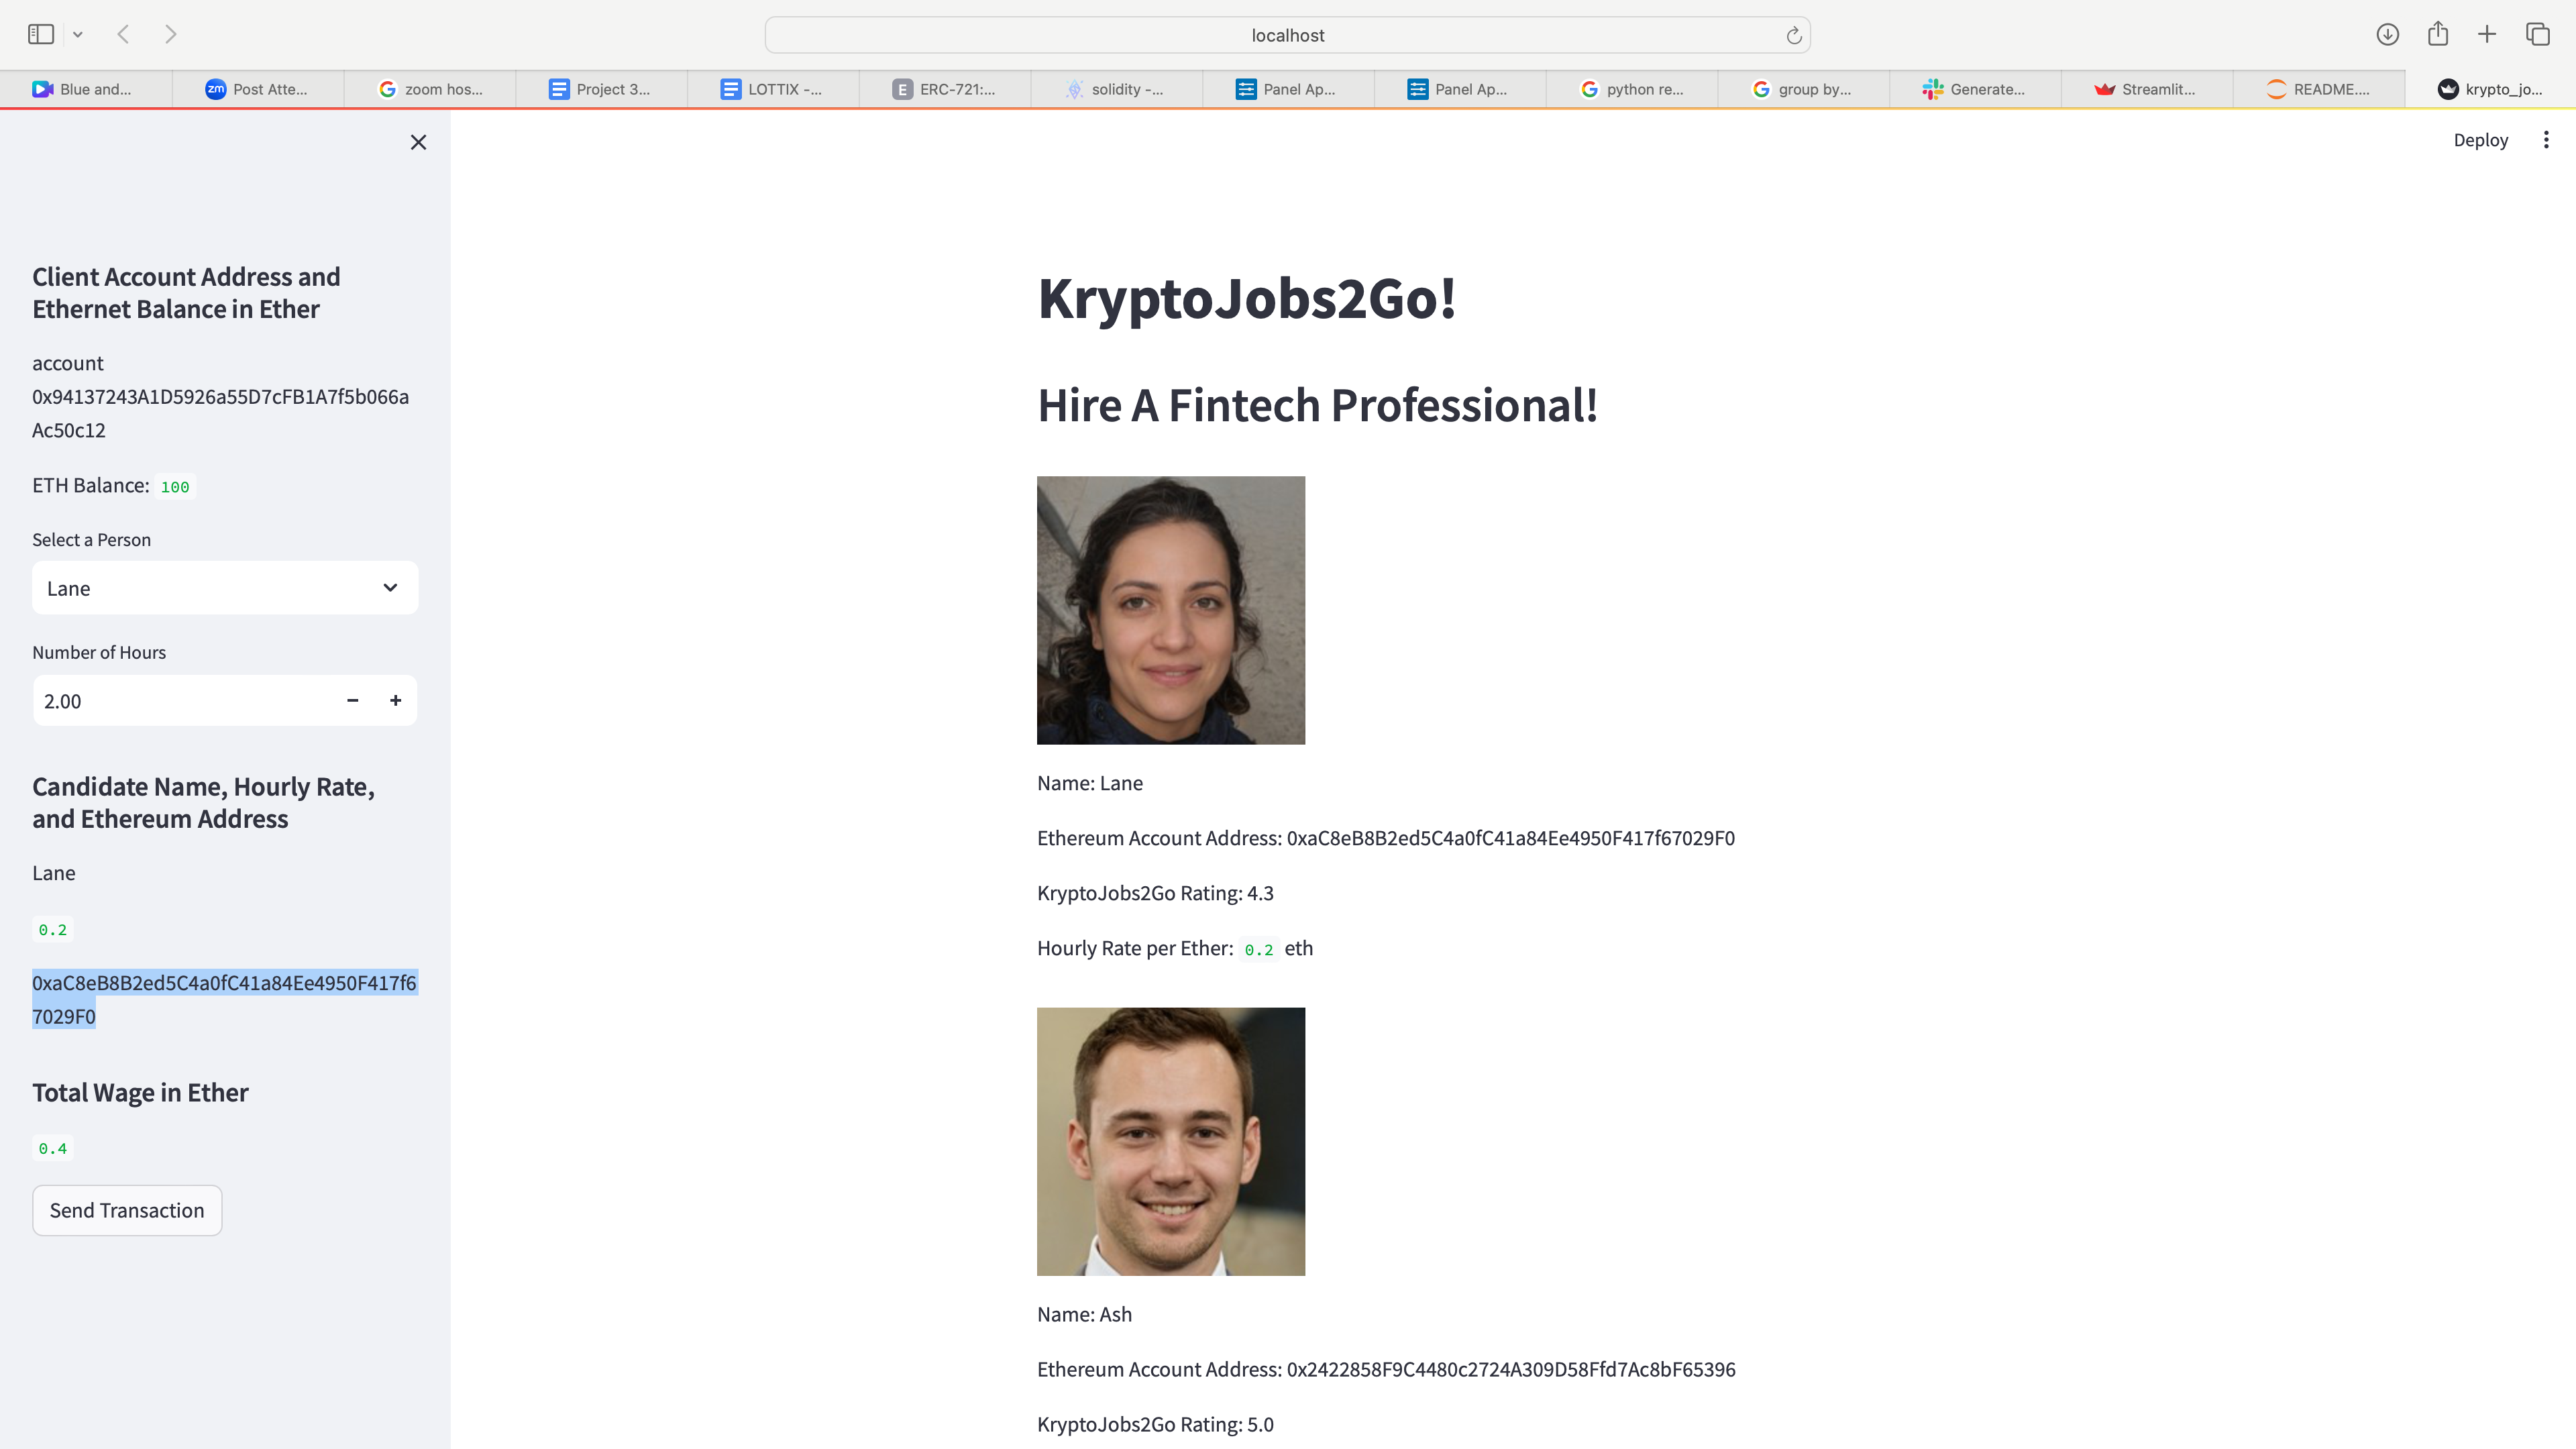 localhost
Blue and...
zm
Post Atte...
zoom hos...
Project 3...
LOTTIX -...
E
ERC-721:...
solidity -...
Panel Ap...
Panel Ap...
python re...
group by...
Generate...
Streamlit...
README....
krypto_jo...
Deploy
Client Account Address and
Ethernet Balance in Ether
account
0x94137243A1D5926a55D7cFB1A7f5b066a
Ac50c12
ETH Balance: 100
Select a Person
Lane
Number of Hours
2.00
Candidate Name, Hourly Rate,
and Ethereum Address
Lane
0.2
0xaC8eB8B2ed5C4a0fC41a84Ee4950F417f6
7029F0
Total Wage in Ether
0.4
Send Transaction
KryptoJobs2Go!
Hire A Fintech Professional!
Name: Lane
Ethereum Account Address: 0xaC8eB8B2ed5C4a0fC41a84Ee4950F417f67029F0
KryptoJobs2Go Rating: 4.3
Hourly Rate per Ether: 0.2 eth
Name: Ash
Ethereum Account Address: 0x2422858F9C4480c2724A309D58Ffd7Ac8bF65396
KryptoJobs2Go Rating: 5.0